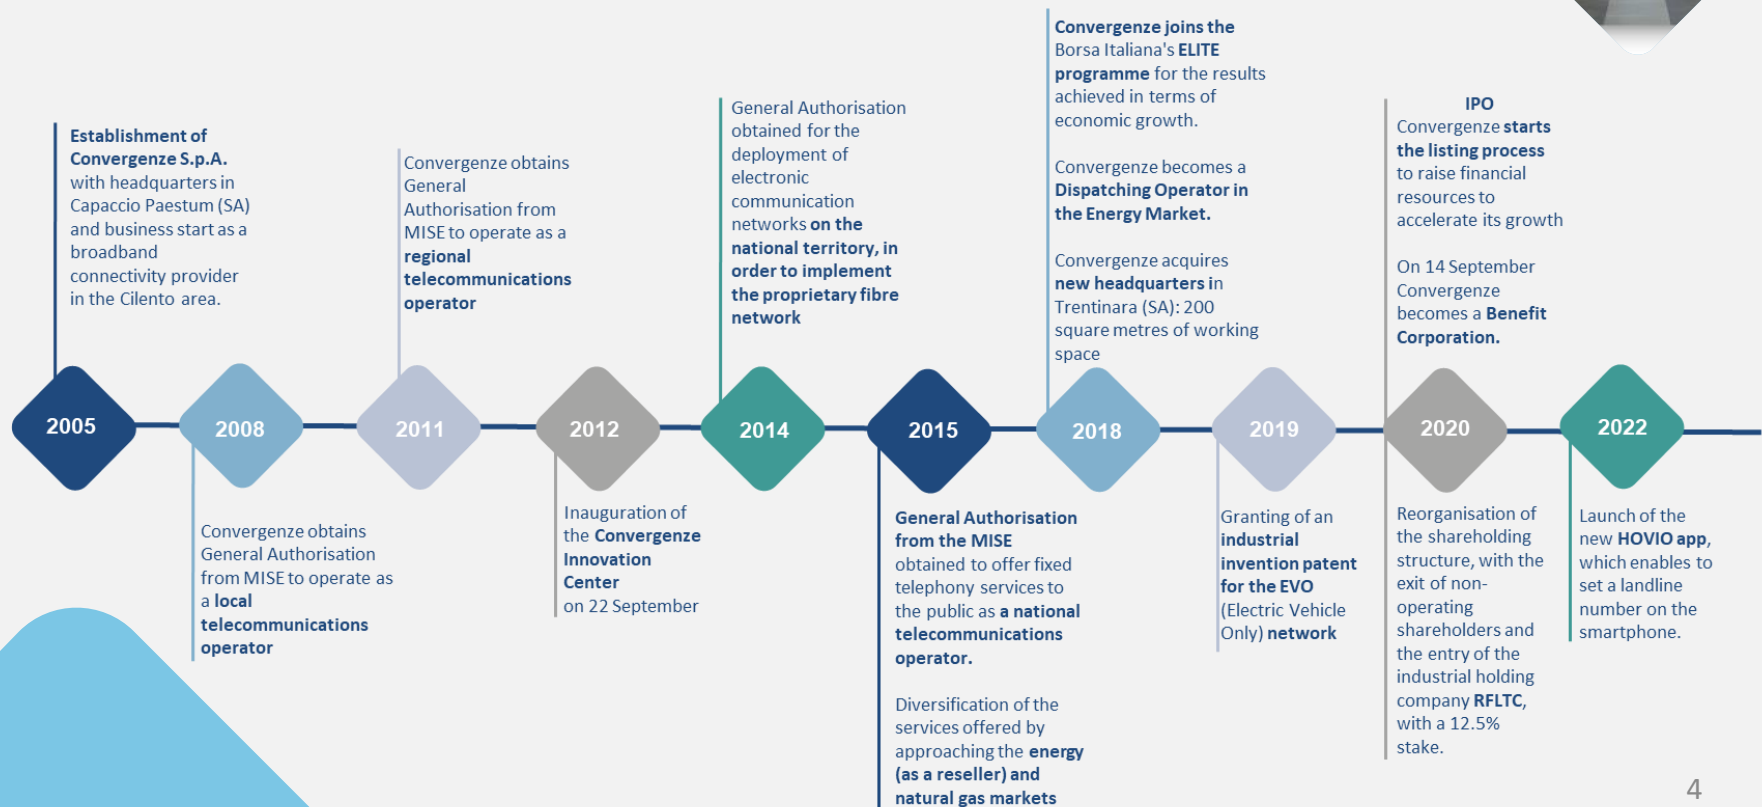 Establishment of
Convergenze S.p.A.
with headquarters in
Capaccio Paestum (SA)
and business start as a
broadband
connectivity provider
in the Cilento area.
2005
2008
Convergenze obtains
General Authorisation
from MISE to operate as
a local
telecommunications
operator
Convergenze obtains
General
Authorisation from
MISE to operate as a
regional
telecommunications
operator
2011
2012
Inauguration of
the Convergenze
Innovation
Center
on 22 September
General Authorisation
obtained for the
deployment of
electronic
communication
networks on the
national territory, in
order to implement
the proprietary fibre
network
2014
2015
General Authorisation
from the MISE
obtained to offer fixed
telephony services to
the public as a national
telecommunications
operator.
Diversification of the
services offered by
approaching the energy
(as a reseller) and
natural gas markets
Convergenze joins the
Borsa Italiana's ELITE
programme for the results
achieved in terms of
economic growth.
Convergenze becomes a
Dispatching Operator in
the Energy Market.
Convergenze acquires
new headquarters in
Trentinara (SA): 200
square metres of working
space
2018
2019
Granting of an
industrial
invention patent
for the EVO
(Electric Vehicle
Only) network
IPO
Convergenze starts
the listing process
to raise financial
resources to
accelerate its growth
On 14 September
Convergenze
becomes a Benefit
Corporation.
2020
Reorganisation of
the shareholding
structure, with the
exit of non-
operating
shareholders and
the entry of the
industrial holding
company RFLTC,
with a 12.5%
stake.
2022
Launch of the
new HOVIO app,
which enables to
set a landline
number on the
smartphone.
4